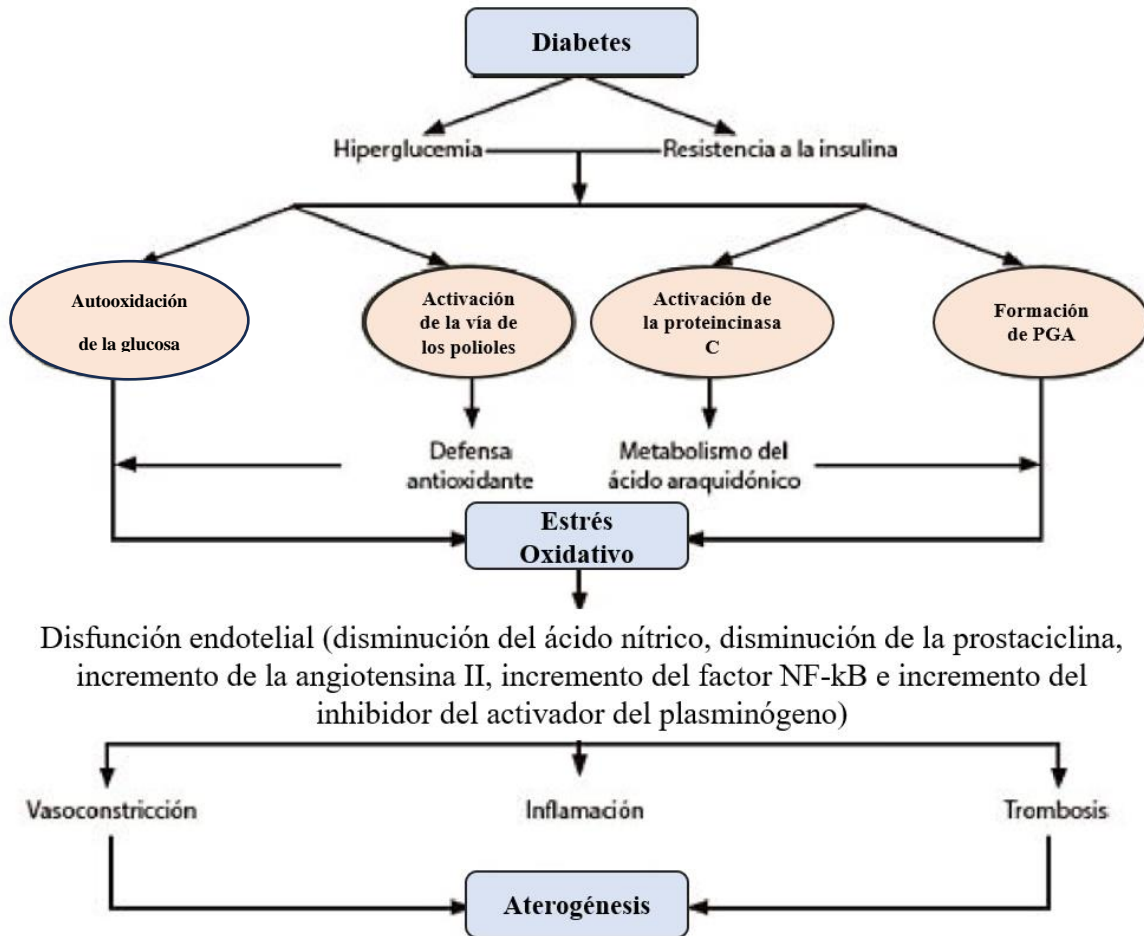 Diabetes
Hiperglucemia
Resistencia a la insulina
Autooxidación
de la glucosa
Activación
de la vía de
los polioles
Activación de
la proteincinasa
C
Formación
de PGA
Defensa
antioxidante
Metabolismo del
ácido araquidónico
Estrés
Oxidativo
Disfunción endotelial (disminución del ácido nítrico, disminución de la prostaciclina,
incremento de la angiotensina II, incremento del factor NF-kB e incremento del
inhibidor del activador del plasminógeno)
Vasoconstricción
Inflamación
Trombosis
Aterogénesis